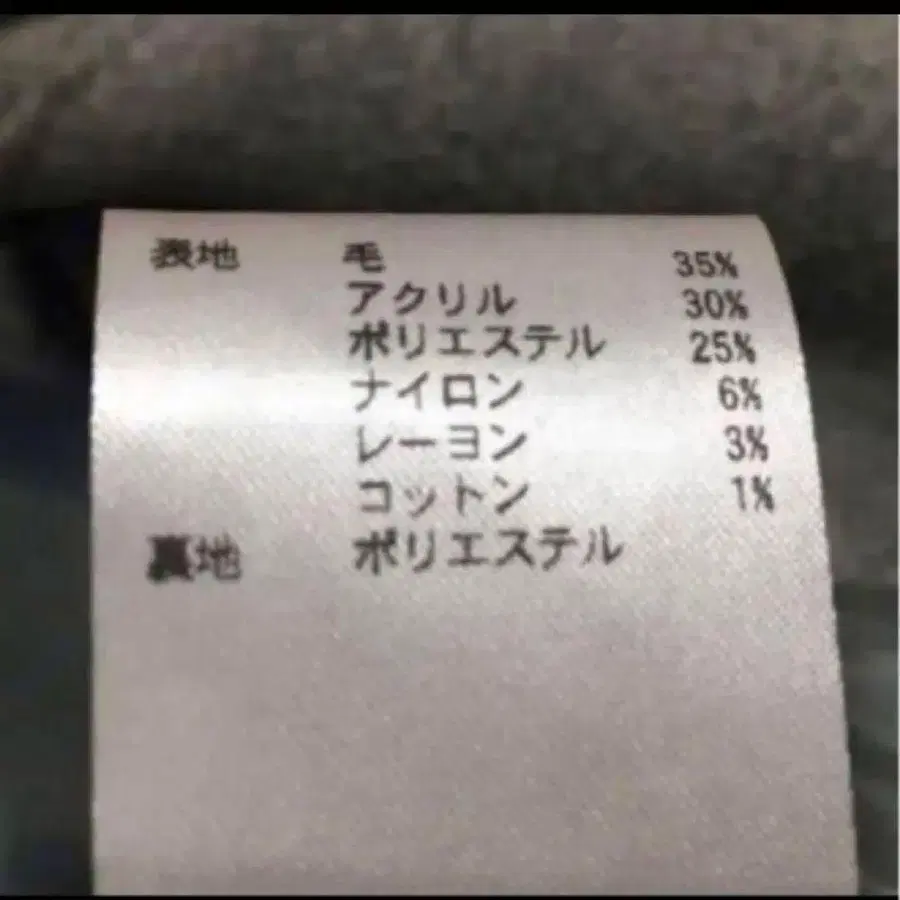 表地 毛 35%
アクリル 30%
ポリエステル 25%
ナイロン 6%
レーヨン 3%
コットン 1%
裏地 ポリエステル